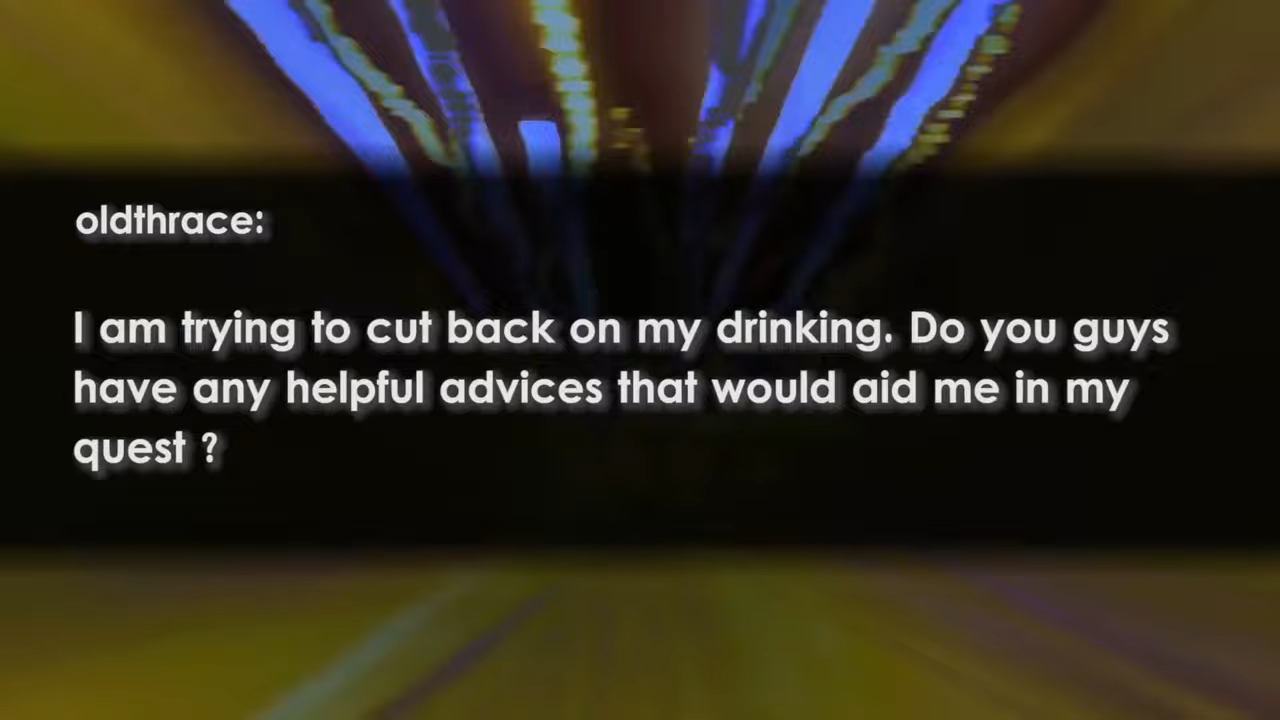 oldthrace:
I am trying to cut back on my drinking. Do you guys
have any helpful advices that would aid me in my
quest ?